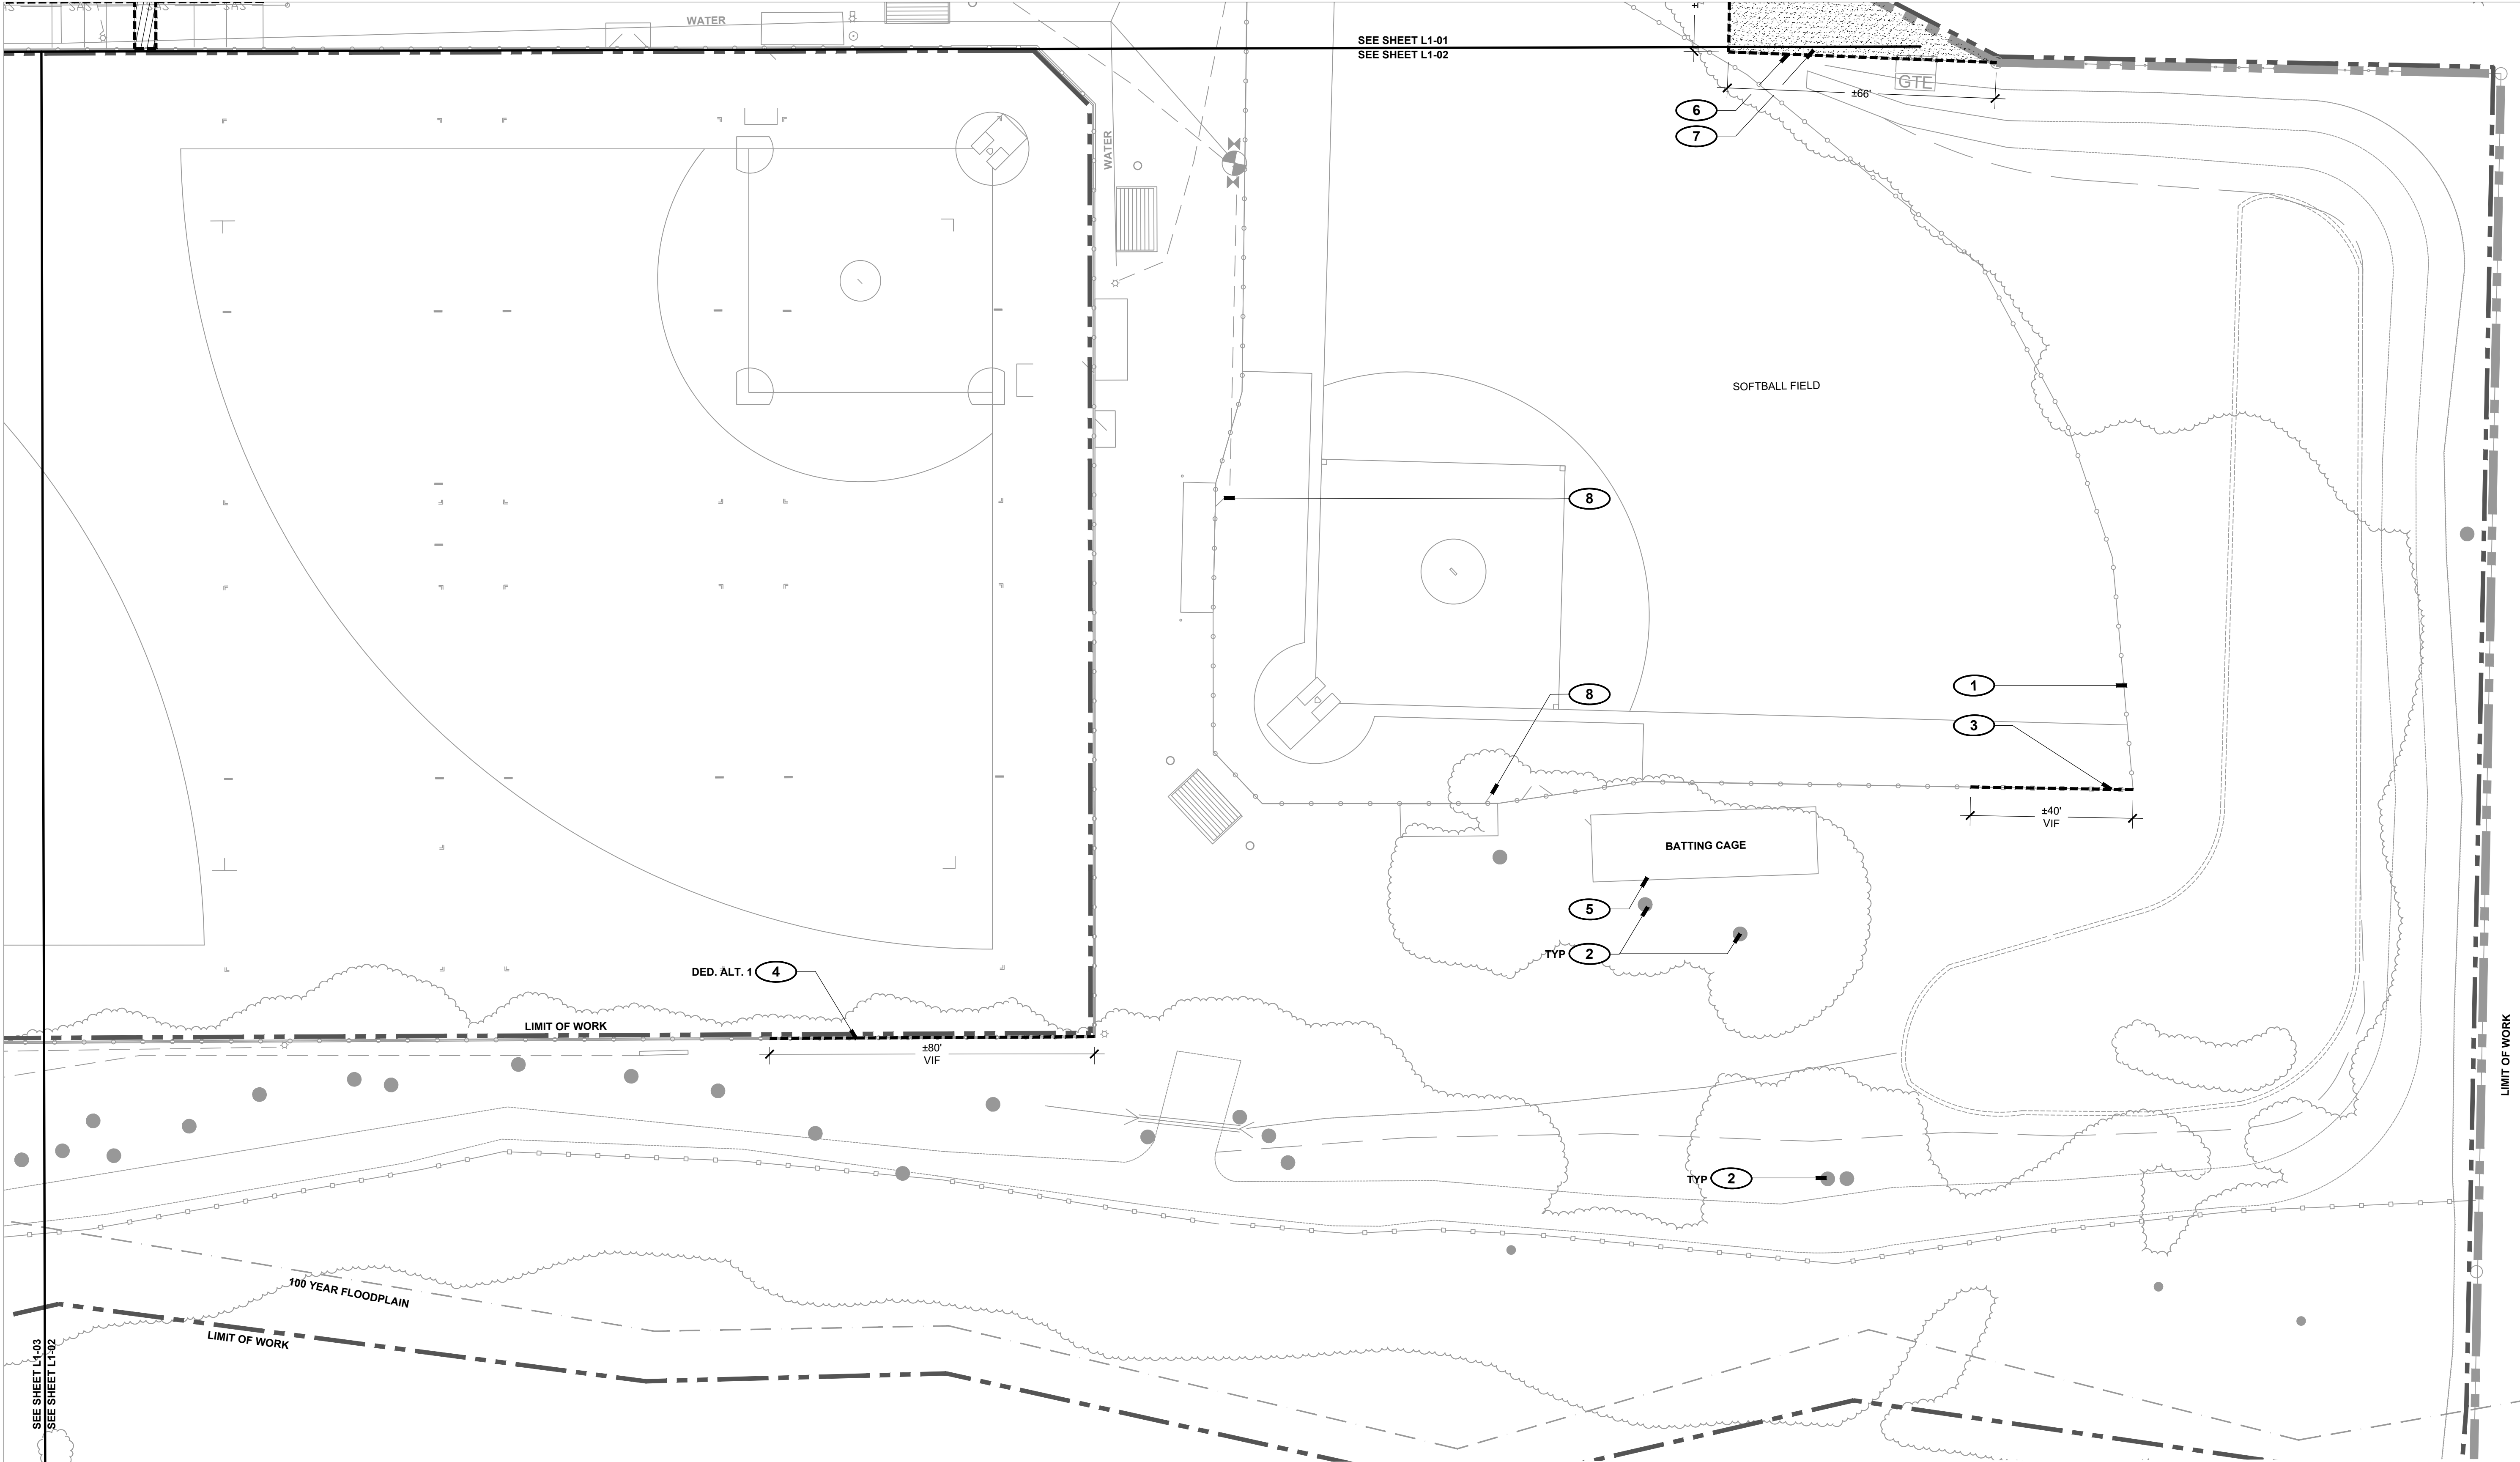 WATER
SEE SHEET L1-01
SEE SHEET L1-02
GTE
±66'
6
7
WATER
SOFTBALL FIELD
8
8
1
3
±40'
VIF
BATTING CAGE
5
TYP 2
DED. ALT. 1 4
LIMIT OF WORK
±80'
VIF
LIMIT OF WORK
TYP 2
100 YEAR FLOODPLAIN
LIMIT OF WORK
SEE SHEET L1-03
SEE SHEET L1-02